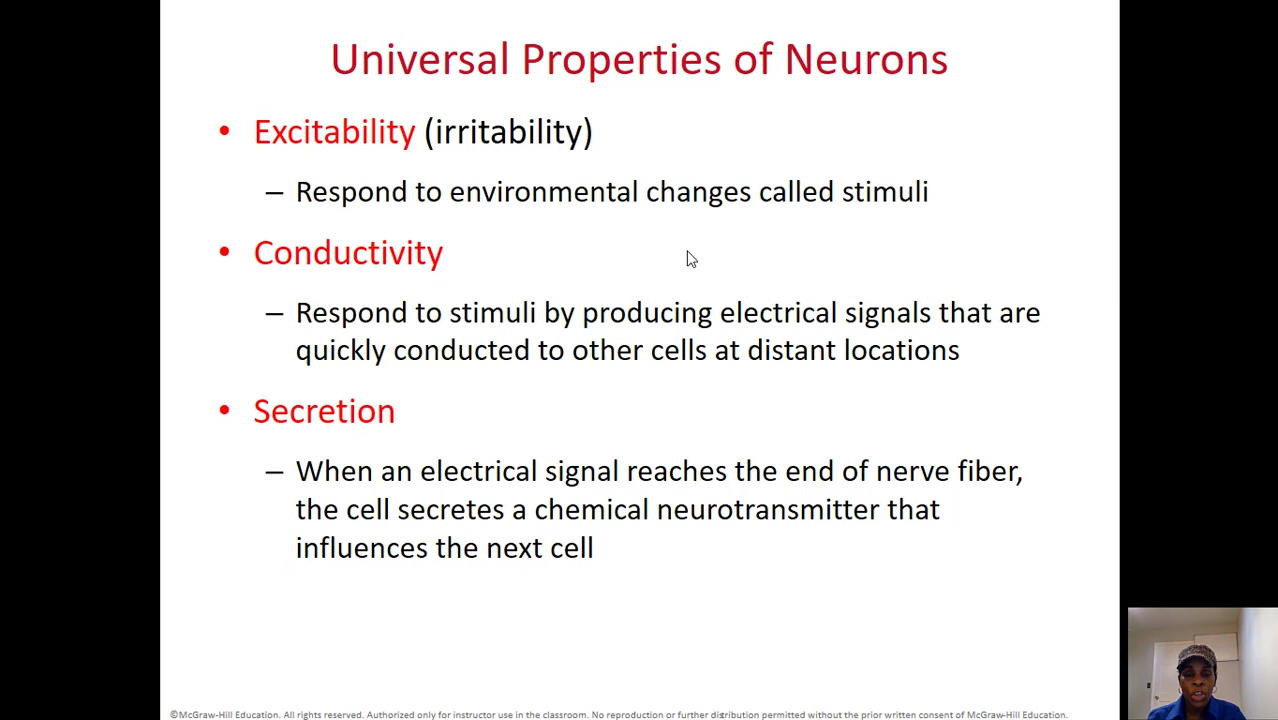 Universal Properties of Neurons
• Excitability (irritability)
– Respond to environmental changes called stimuli
• Conductivity
– Respond to stimuli by producing electrical signals that are
quickly conducted to other cells at distant locations
• Secretion
– When an electrical signal reaches the end of nerve fiber,
the cell secretes a chemical neurotransmitter that
influences the next cell
©McGraw-Hill Education. All rights reserved. Authorized only for instructor use in the classroom. No reproduction or further distribution permitted without the prior written consent of McGraw-Hill Education.